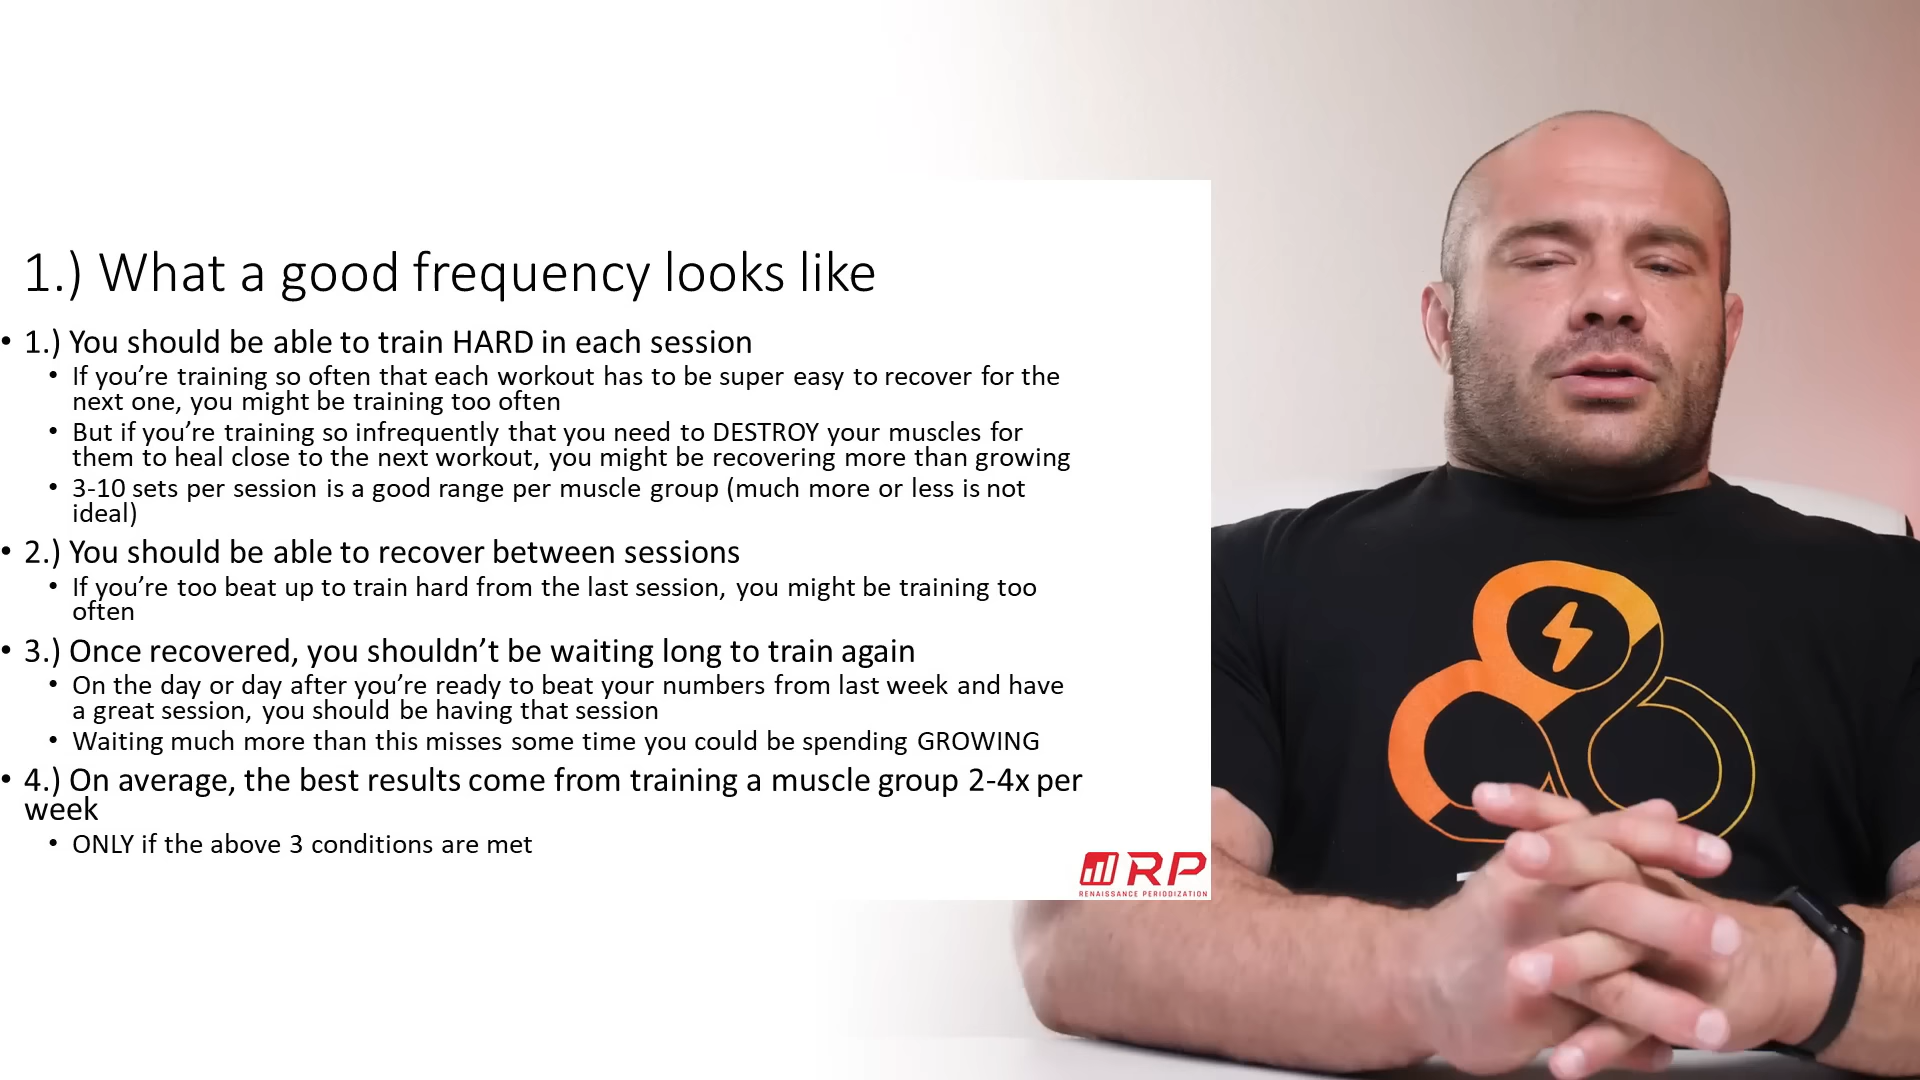 1.) What a good frequency looks like
• 1.) You should be able to train HARD in each session
• If you’re training so often that each workout has to be super easy to recover for the
next one, you might be training too often
• But if you’re training so infrequently that you need to DESTROY your muscles for
them to heal close to the next workout, you might be recovering more than growing
• 3-10 sets per session is a good range per muscle group (much more or less is not
ideal)
• 2.) You should be able to recover between sessions
• If you’re too beat up to train hard from the last session, you might be training too
often
• 3.) Once recovered, you shouldn’t be waiting long to train again
• On the day or day after you’re ready to beat your numbers from last week and have
a great session, you should be having that session
• Waiting much more than this misses some time you could be spending GROWING
• 4.) On average, the best results come from training a muscle group 2-4x per
week
• ONLY if the above 3 conditions are met
RP
RENAISSANCE PERIODIZATION